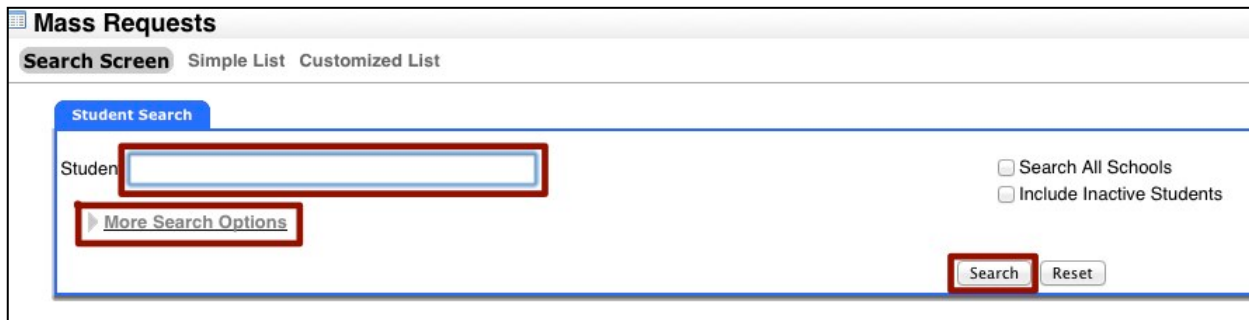 Mass Requests
Search Screen Simple List Customized List
Student Search
Studen
Search All Schools
Include Inactive Students
More Search Options
Search Reset